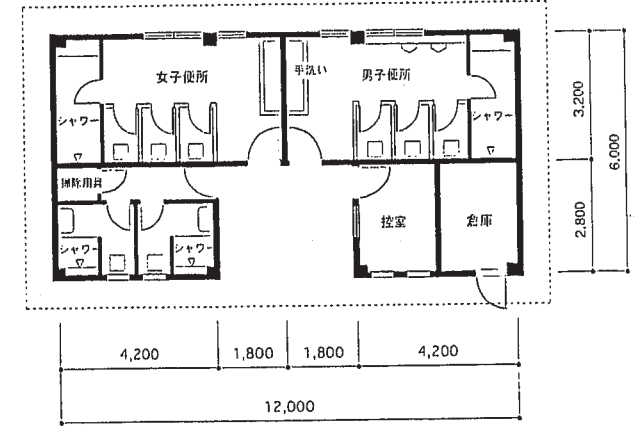 女子便所
手洗い
男子便所
シャワー
シャワー
3,200
6,000
掃除用具
シャワー
シャワー
控室
倉庫
2,800
4,200
1,800
1,800
4,200
12,000